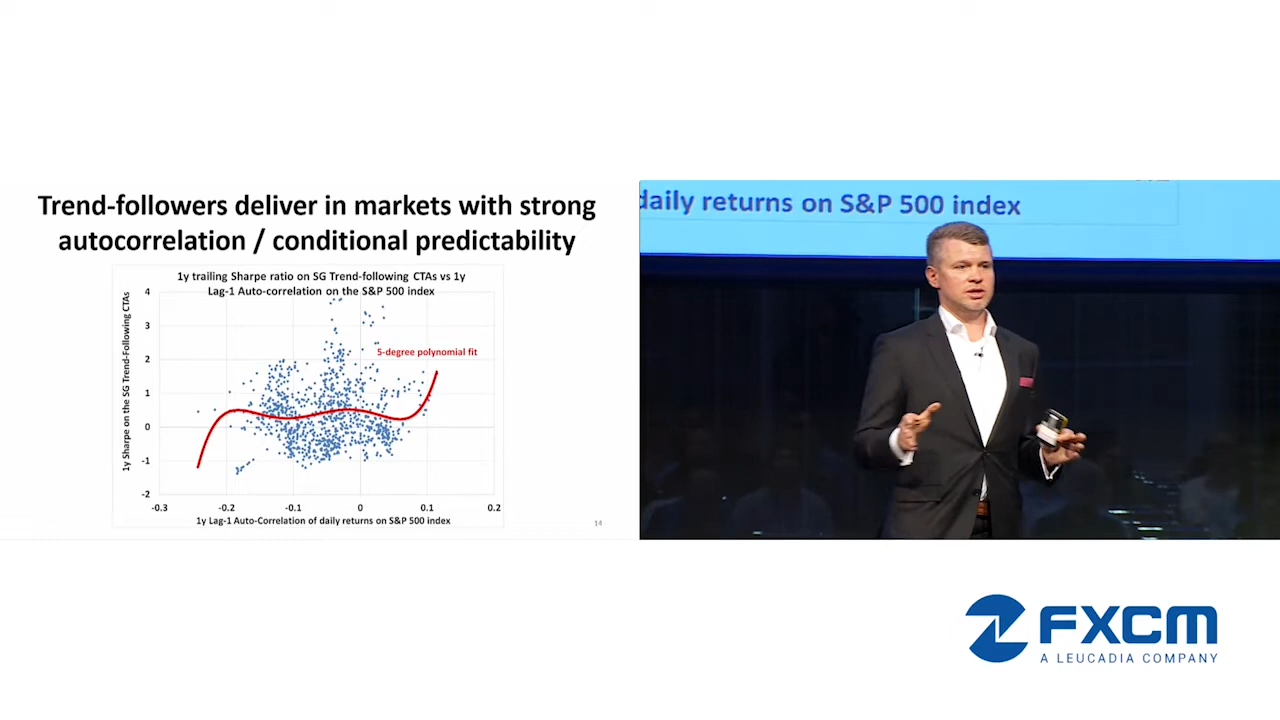 Trend-followers deliver in markets with strong
autocorrelation / conditional predictability
1y trailing Sharpe ratio on SG Trend-following CTAs vs 1y
Lag-1 Auto-correlation on the S&P 500 index
1y Sharpe on the SG Trend-Following CTAs
4
3
2
1
0
-1
-2
5-degree polynomial fit
-0.3
-0.2
-0.1
0
0.1
0.2
1y Lag-1 Auto-Correlation of daily returns on S&P 500 index
14
daily returns on S&P 500 index
FXCM
A LEUCADIA COMPANY